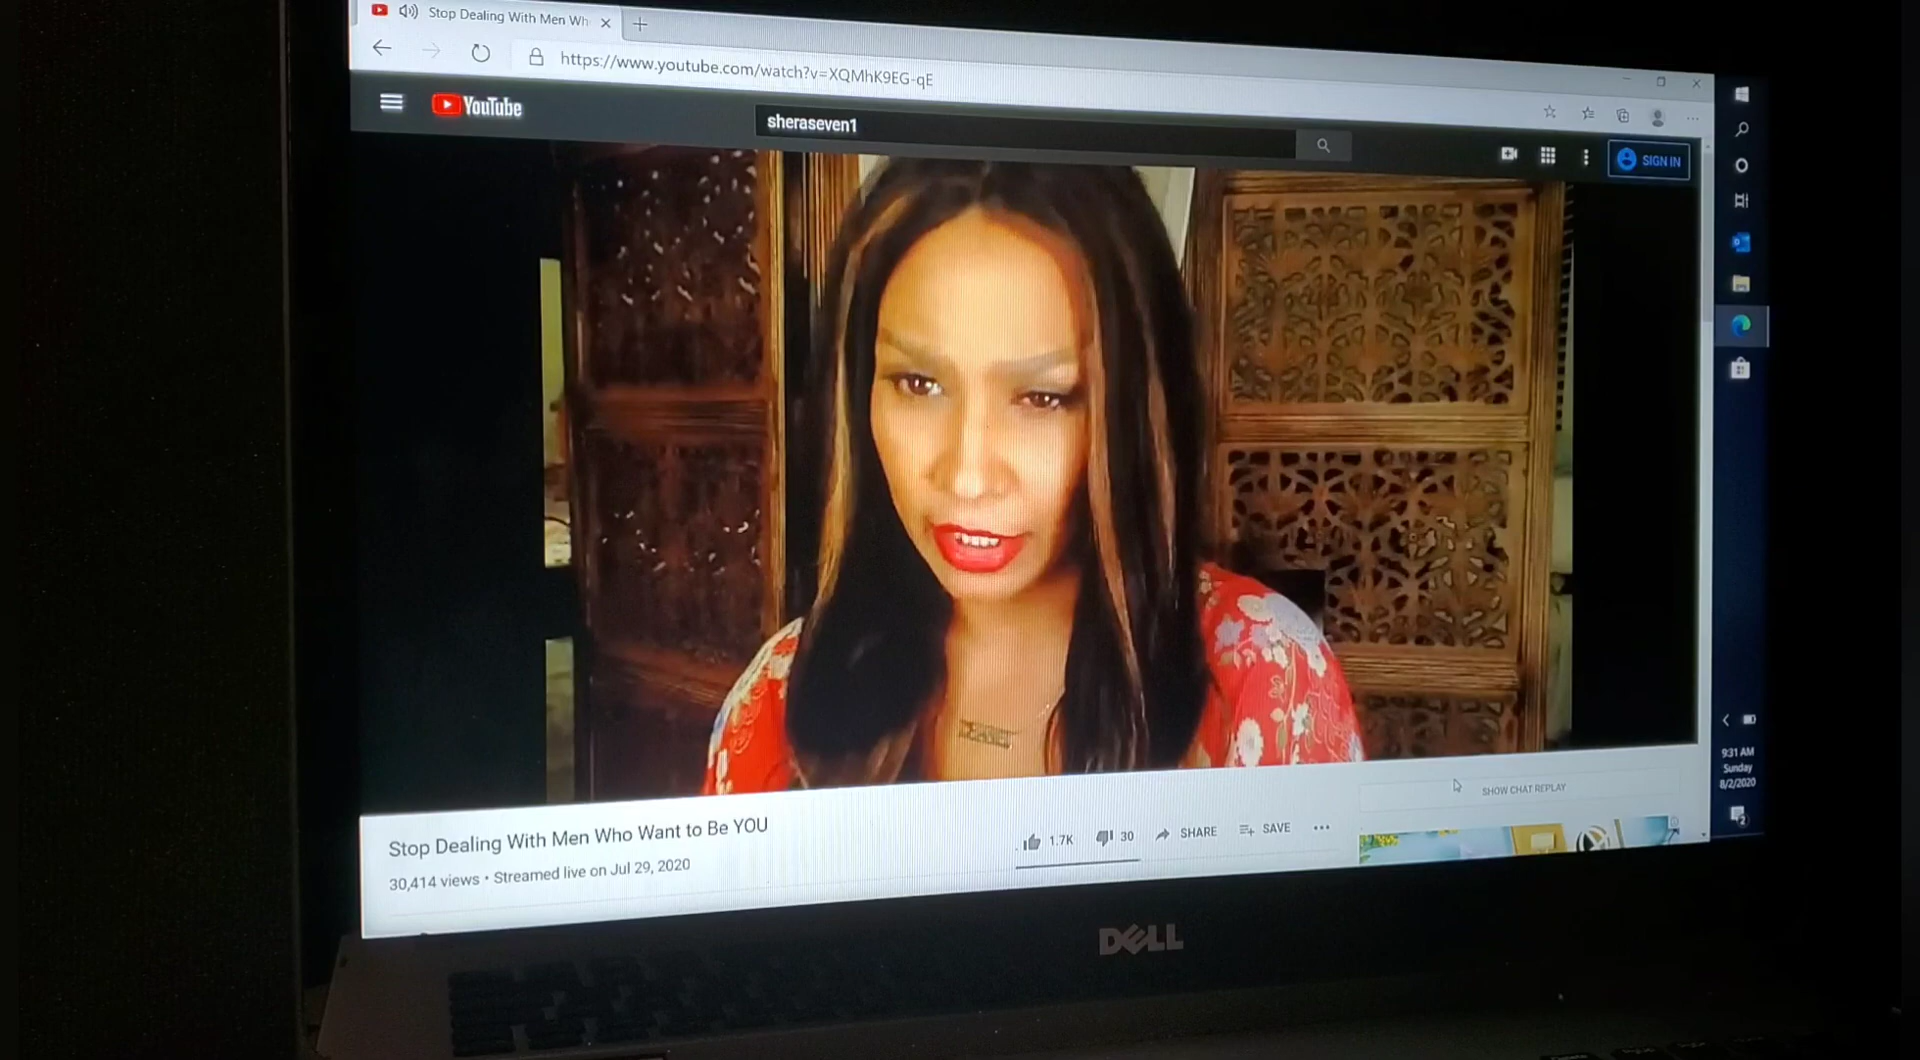 Stop Dealing With Men Wh
https://www.youtube.com/watch?v=XQMhK9EG-qE
YouTube
sheraseven1
SIGN IN
Stop Dealing With Men Who Want to Be YOU
30,414 views • Streamed live on Jul 29, 2020
1.7K
30
SHARE
SAVE
SHOW CHAT REPLAY
9:31 AM
Sunday
8/2/2020
2
DELL